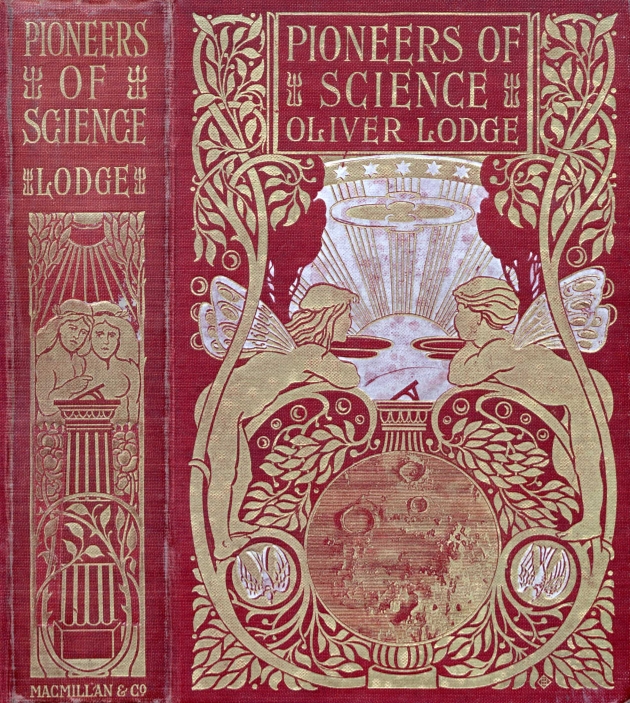 PIONEERS
OF
SCIENCE
LODGE
MACMILLAN & Cº
PIONEERS OF
SCIENCE
OLIVER LODGE